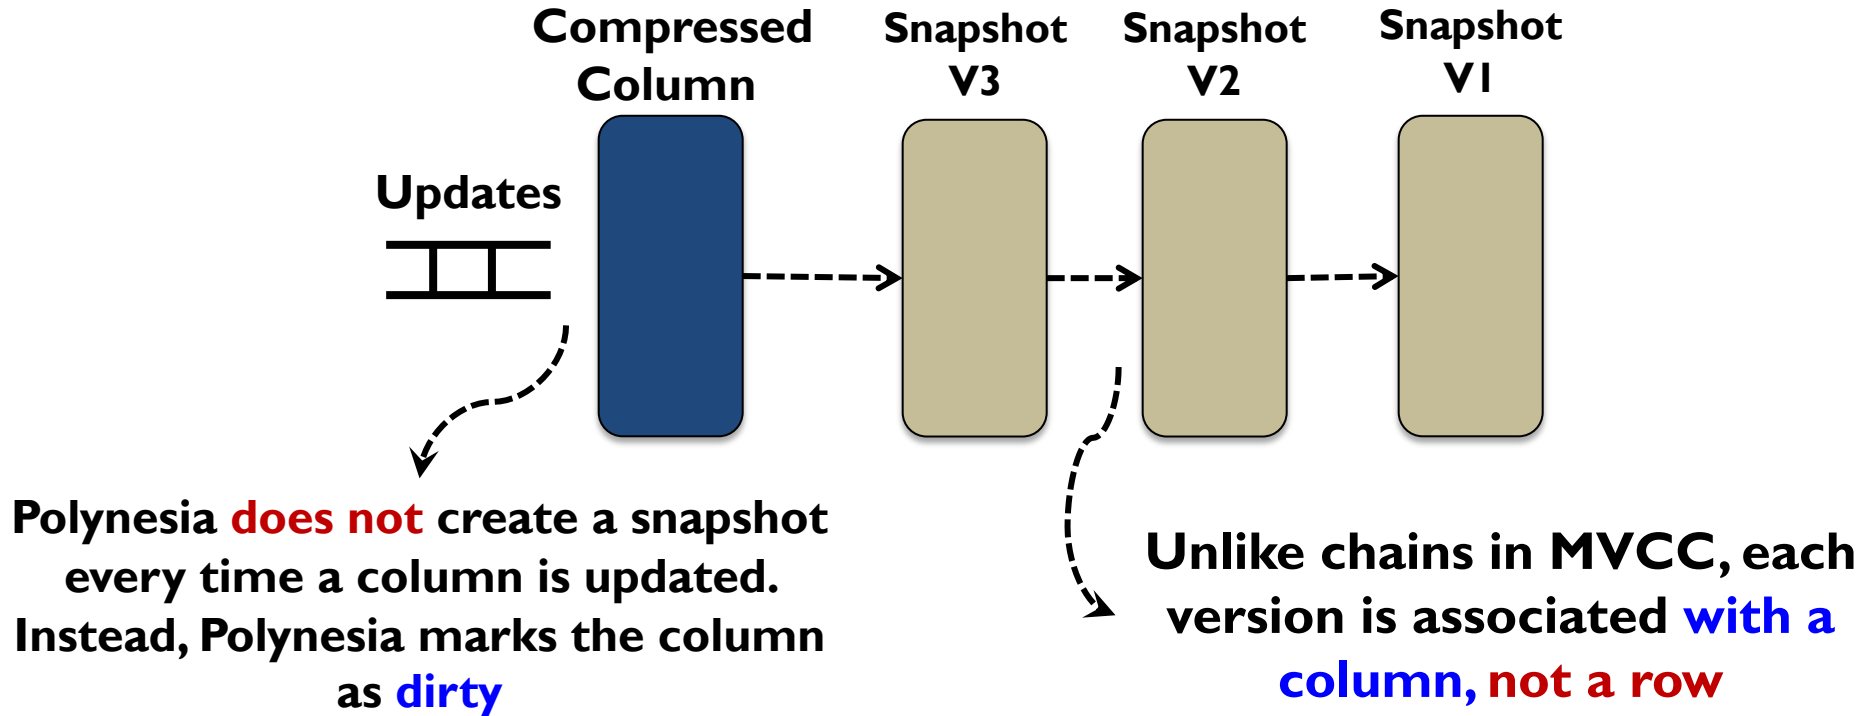 Compressed
Column
Snapshot
V3
Snapshot
V2
Snapshot
V1
Updates
Polynesia does not create a snapshot
every time a column is updated.
Instead, Polynesia marks the column
as dirty
Unlike chains in MVCC, each
version is associated with a
column, not a row